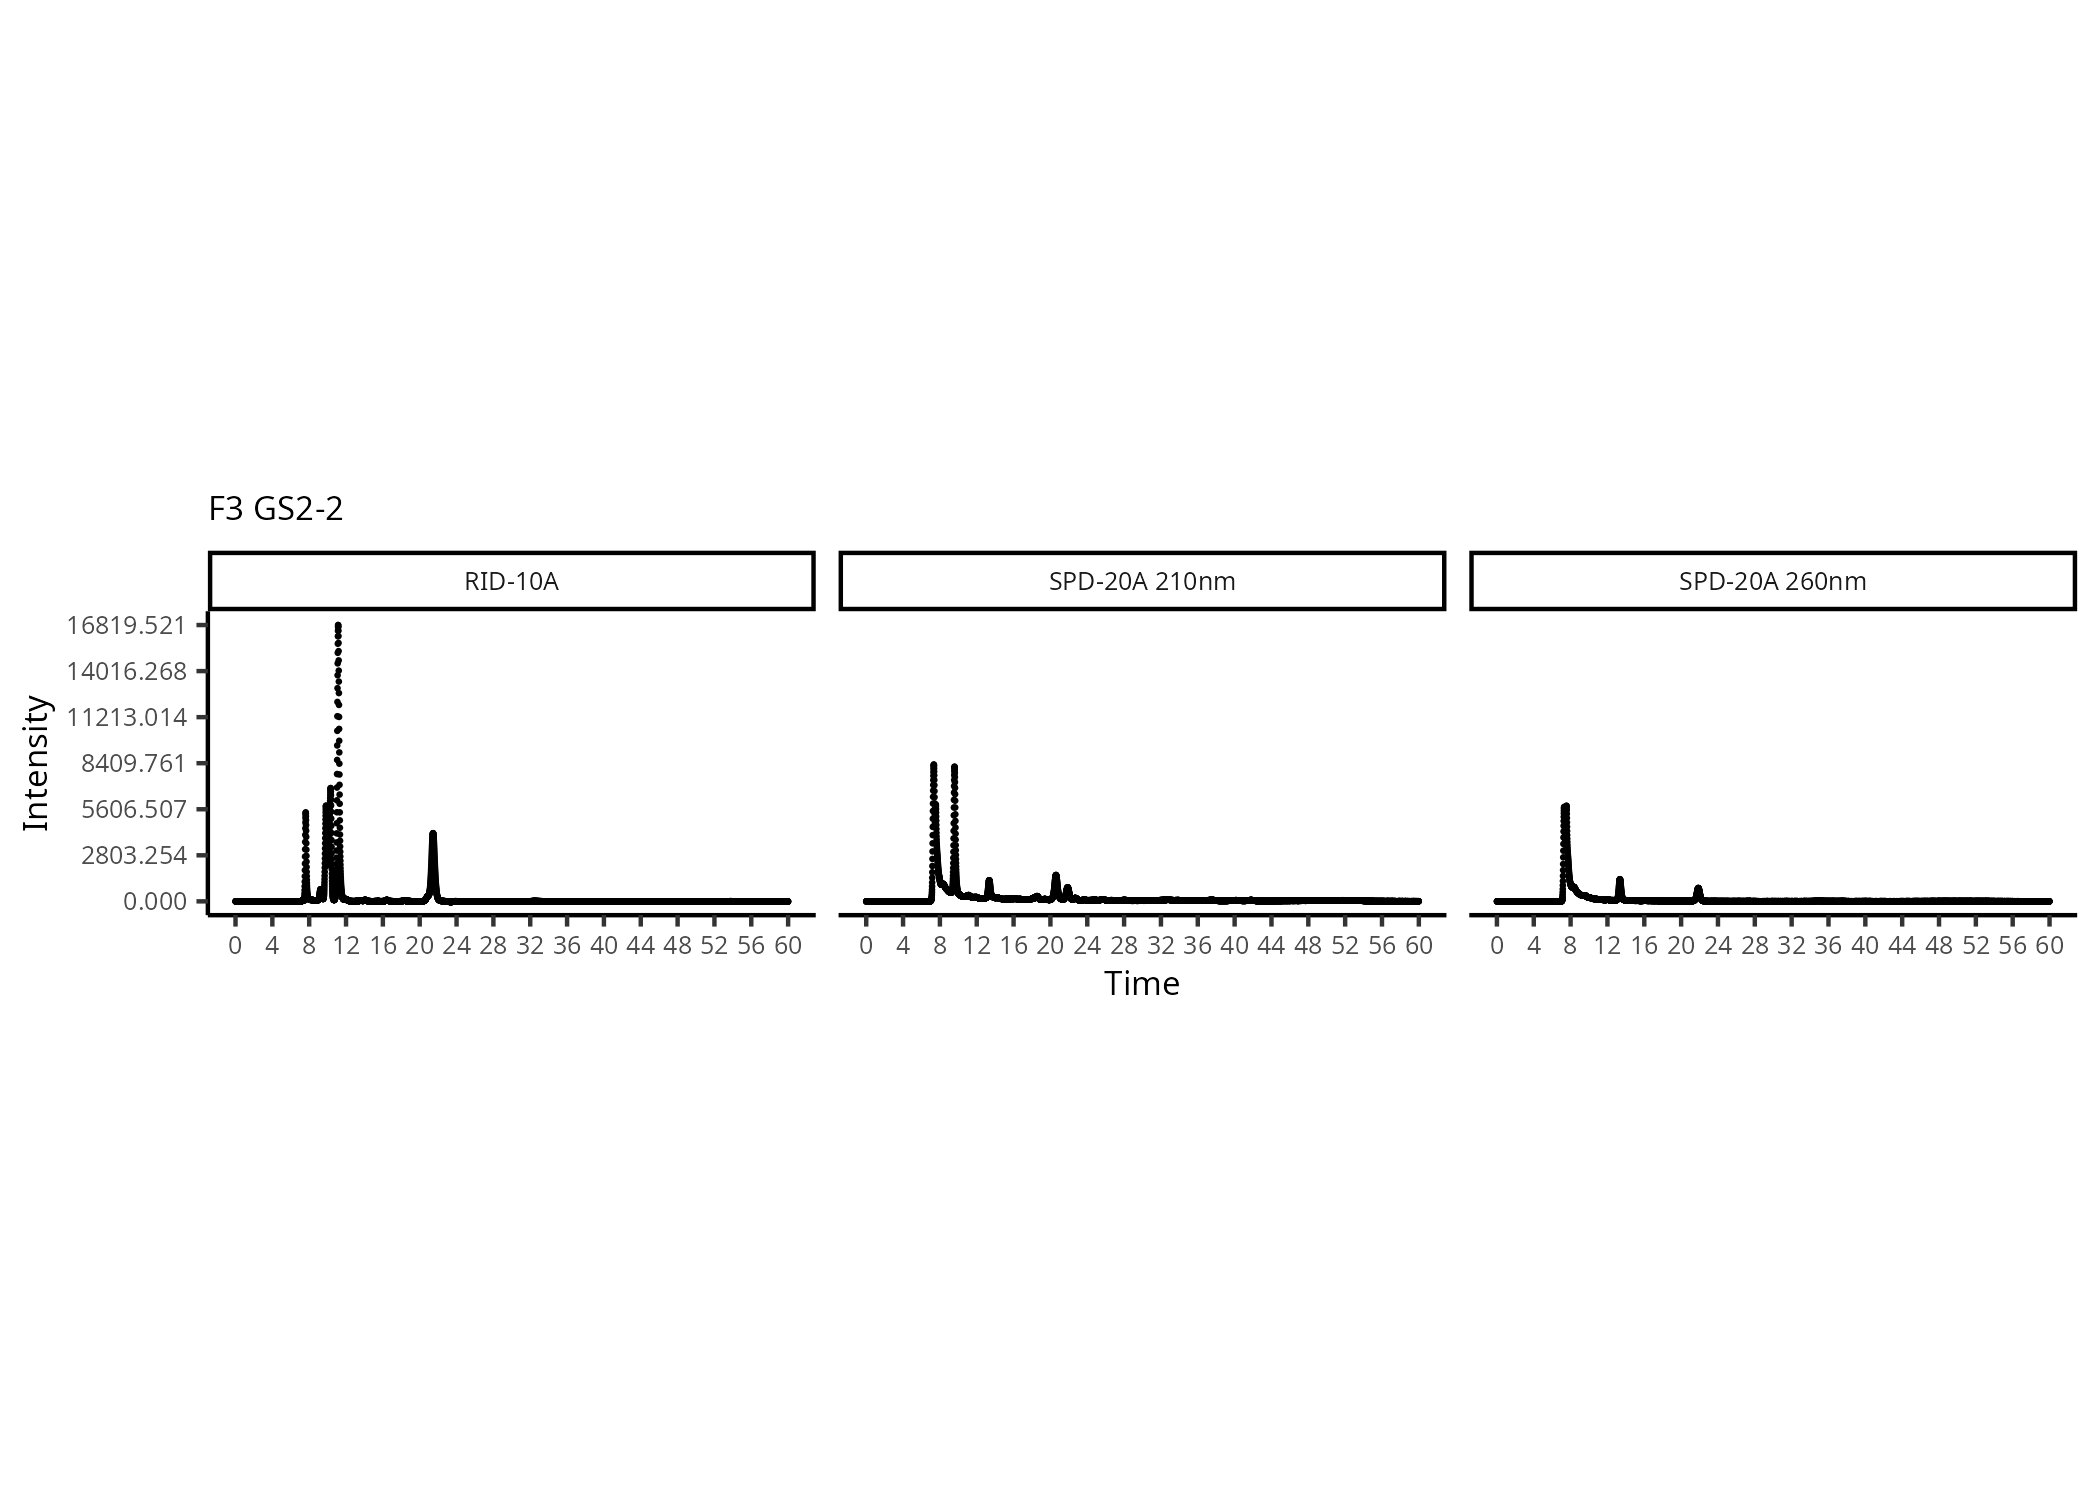 F3 GS2-2
RID-10A
SPD-20A 210nm
SPD-20A 260nm
Intensity
16819.521
14016.268
11213.014
8409.761
5606.507
2803.254
0.000
0 4 8 12 16 20 24 28 32 36 40 44 48 52 56 60
0 4 8 12 16 20 24 28 32 36 40 44 48 52 56 60
0 4 8 12 16 20 24 28 32 36 40 44 48 52 56 60
Time